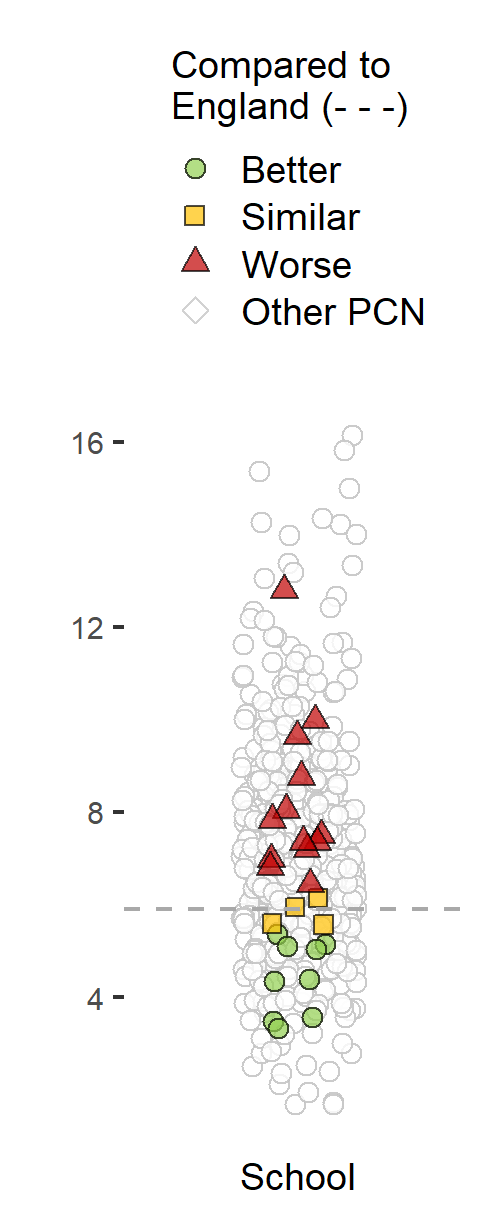 Compared to
England (- - -)
Better
Similar
Worse
Other PCN
16
12
8
4
School